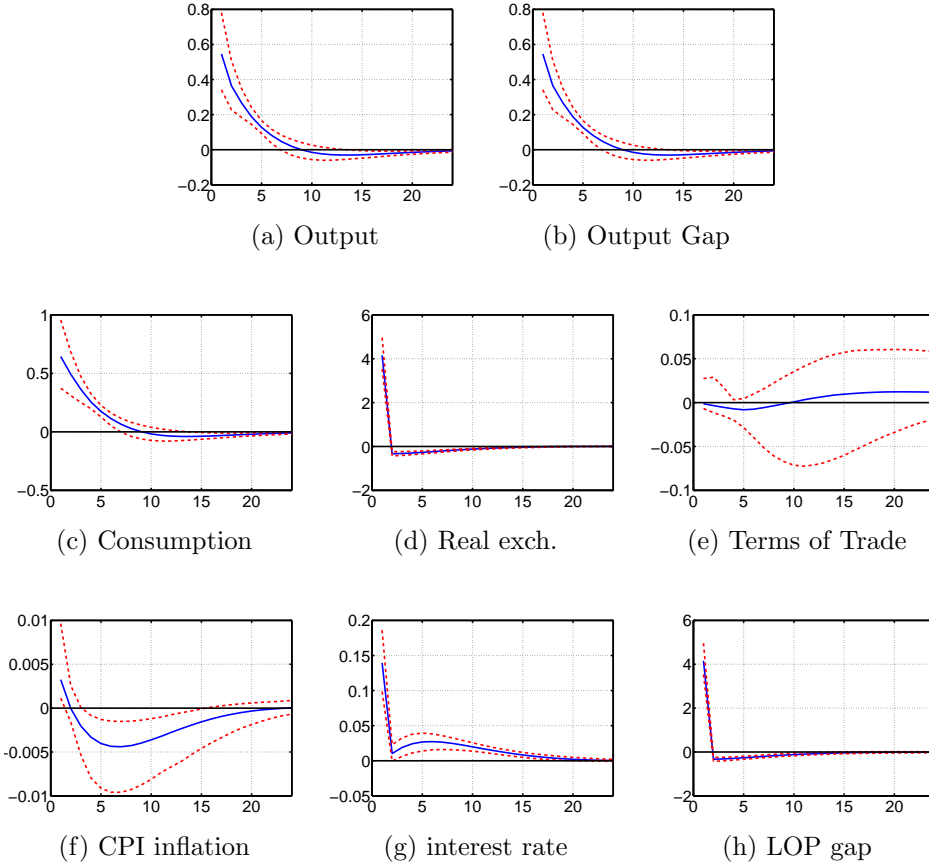 0.8 0.8
0.6 0.6
0.4 0.4
0.2 0.2
0 0
−0.2 −0.2
0 5 10 15 20 0 5 10 15 20
(a) Output (b) Output Gap
1 6 0.1
0.5 4 0.05
0 2 0
−0.5 0 −0.05
−2 −0.1
0 5 10 15 20 0 5 10 15 20 0 5 10 15 20
(c) Consumption (d) Real exch. (e) Terms of Trade
0.01 0.2 6
0.005 0.15 4
0 0.1 2
−0.005 0.05 0
−0.01 0 −2
−0.05
0 5 10 15 20 0 5 10 15 20 0 5 10 15 20
(f) CPI inflation (g) interest rate (h) LOP gap